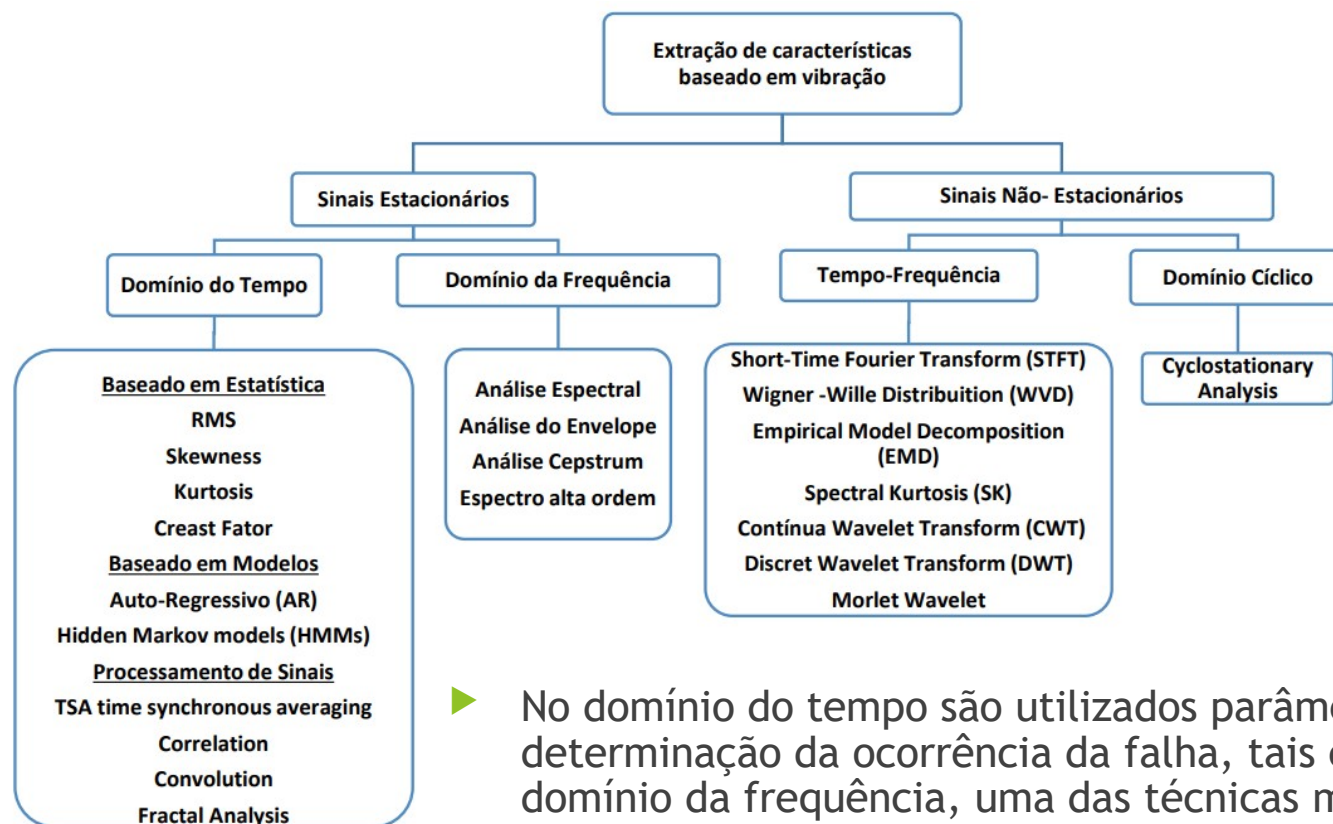 Extração de características
baseado em vibração
Sinais Estacionários
Sinais Não- Estacionários
Domínio do Tempo
Domínio da Frequência
Tempo-Frequência
Domínio Cíclico
Baseado em Estatística
RMS
Skewness
Kurtosis
Creast Fator
Baseado em Modelos
Auto-Regressivo (AR)
Hidden Markov models (HMMs)
Processamento de Sinais
TSA time synchronous averaging
Correlation
Convolution
Fractal Analysis
Análise Espectral
Análise do Envelope
Análise Cepstrum
Espectro alta ordem
Short-Time Fourier Transform (STFT)
Wigner -Wille Distribuition (WVD)
Empirical Model Decomposition
(EMD)
Spectral Kurtosis (SK)
Contínua Wavelet Transform (CWT)
Discret Wavelet Transform (DWT)
Morlet Wavelet
Cyclostationary
Analysis
No domínio do tempo são utilizados
determinação da ocorrência da falha, tais
domínio da frequência, uma das técnicas